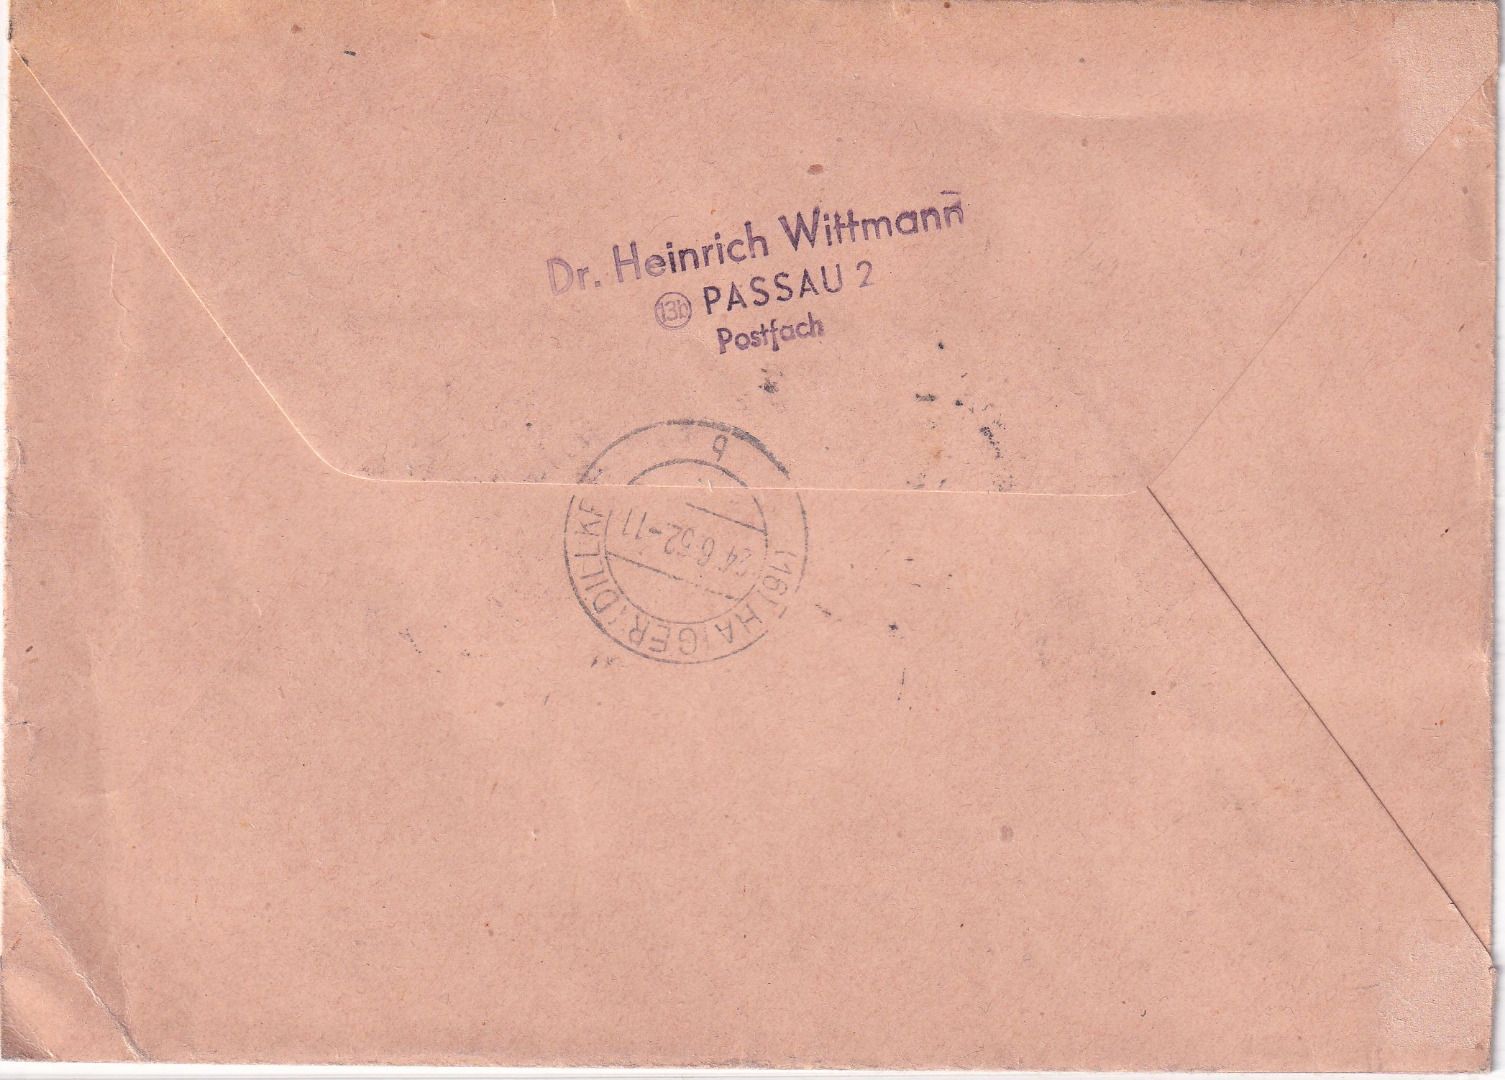 Dr. Heinrich Wittmann
13b PASSAU 2
Postfach
b
24.6.52-11
(16) HAIGER (DILLKR